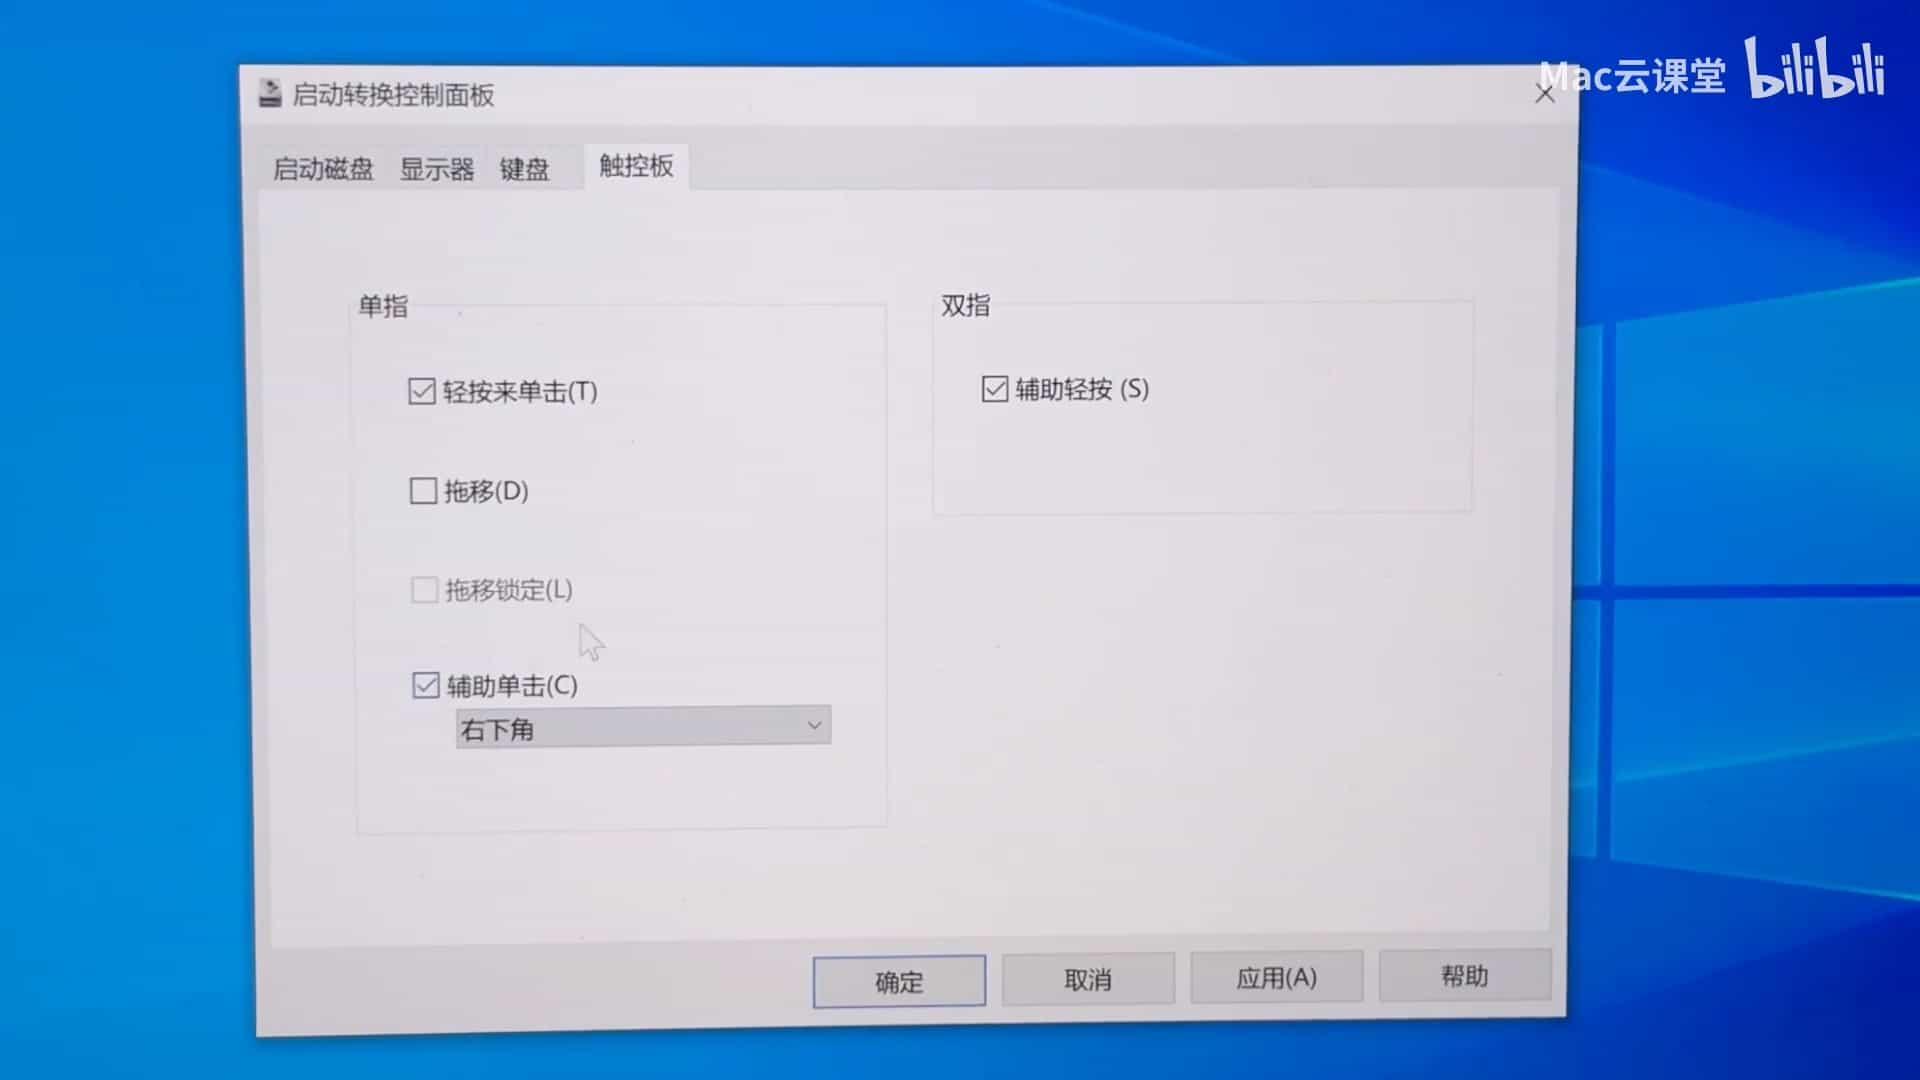 Mac云课堂 bilibili
启动转换控制面板
启动磁盘 显示器 键盘 触控板
单指
轻按来单击(T)
拖移(D)
拖移锁定(L)
辅助单击(C)
右下角
双指
辅助轻按 (S)
确定 取消 应用(A) 帮助